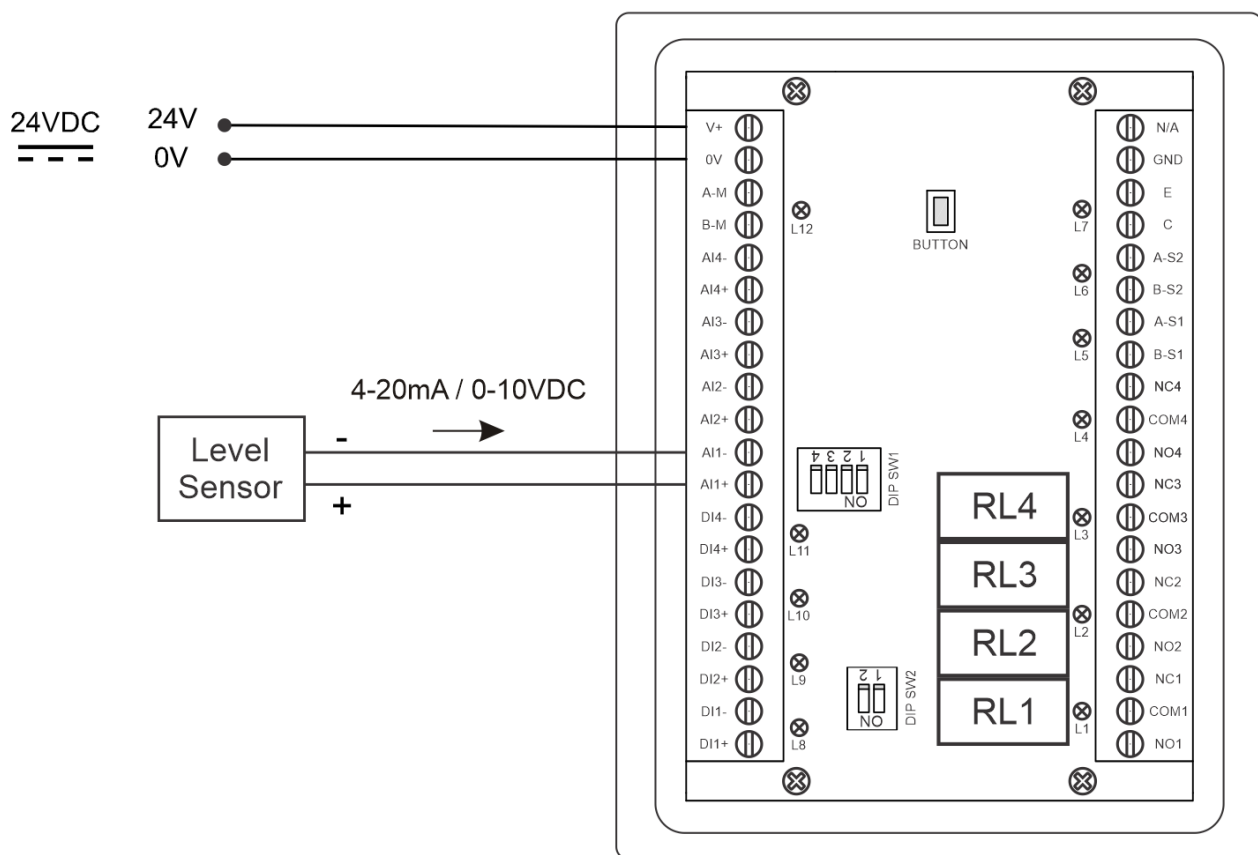 24VDC
24V
0V
V+
0V
A-M
B-M
AI4-
AI4+
AI3-
AI3+
AI2-
AI2+
AI1-
AI1+
DI4-
DI4+
DI3-
DI3+
DI2-
DI2+
DI1-
DI1+
4-20mA / 0-10VDC
Level
Sensor
-
+
L12
BUTTON
L7
L6
L5
L4
1 2 3 4
ON
DIP SW1
L11
L10
L9
L8
1 2
ON
DIP SW2
RL4
RL3
RL2
RL1
L3
L2
L1
N/A
GND
E
C
A-S2
B-S2
A-S1
B-S1
NC4
COM4
NO4
NC3
COM3
NO3
NC2
COM2
NO2
NC1
COM1
NO1